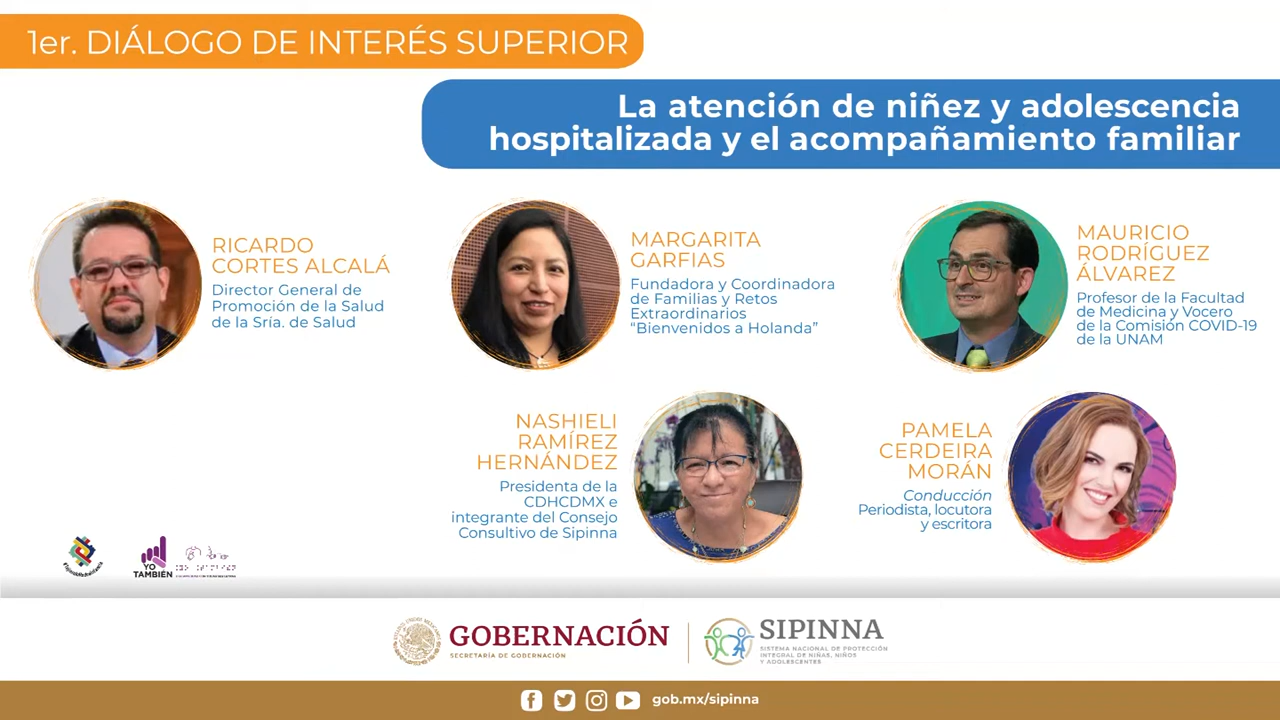 1er. DIÁLOGO DE INTERÉS SUPERIOR
La atención de niñez y adolescencia
hospitalizada y el acompañamiento familiar
RICARDO
CORTES ALCALÁ
Director General de
Promoción de la Salud
de la Sría. de Salud
MARGARITA
GARFIAS
Fundadora y Coordinadora
de Familias y Retos
Extraordinarios
“Bienvenidos a Holanda”
MAURICIO
RODRÍGUEZ
ÁLVAREZ
Profesor de la Facultad
de Medicina y Vocero
de la Comisión COVID-19
de la UNAM
NASHIELI
RAMÍREZ
HERNÁNDEZ
Presidenta de la
CDHCDMX e
integrante del Consejo
Consultivo de Sipinna
PAMELA
CERDEIRA
MORÁN
Conducción
Periodista, locutora
y escritora
YO
TAMBIÉN
GOBERNACIÓN
SECRETARÍA DE GOBERNACIÓN
SIPINNA
SISTEMA NACIONAL DE PROTECCIÓN
INTEGRAL DE NIÑAS, NIÑOS
Y ADOLESCENTES
gob.mx/sipinna